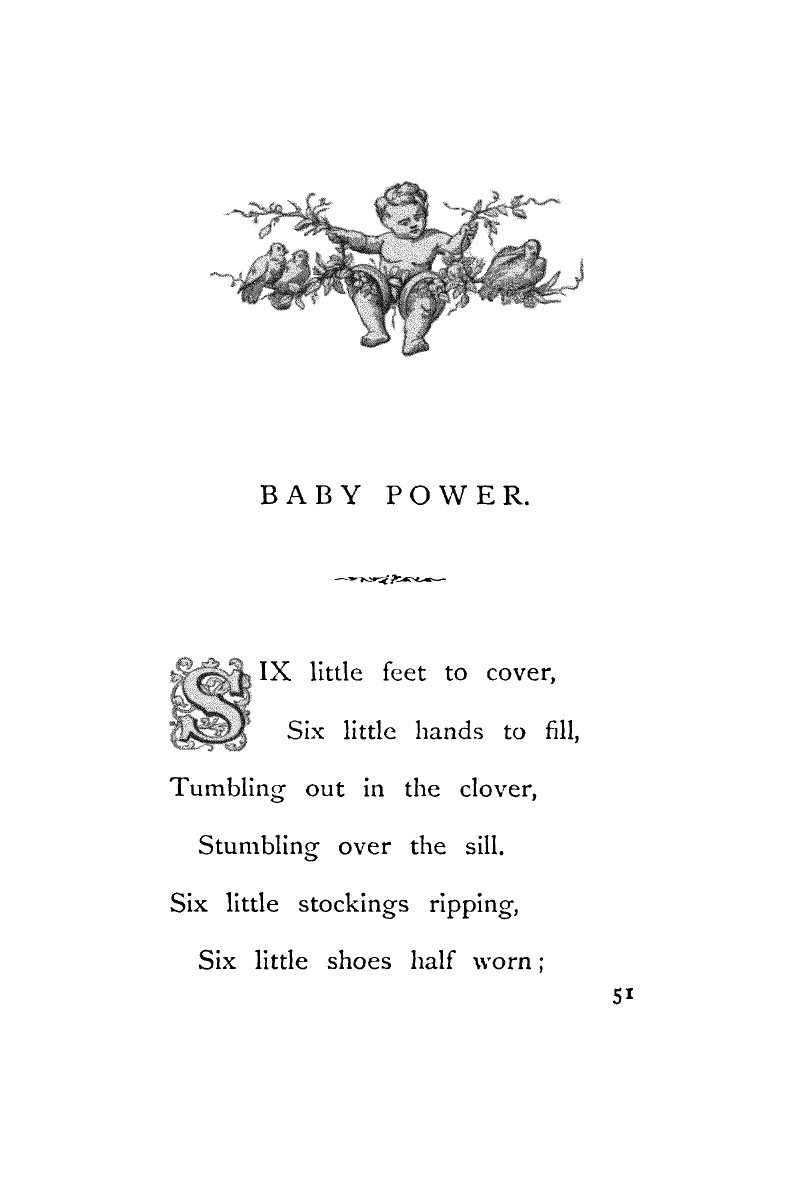 BABY POWER.
SIX little feet to cover,
Six little hands to fill,
Tumbling out in the clover,
Stumbling over the sill.
Six little stockings ripping,
Six little shoes half worn;
51